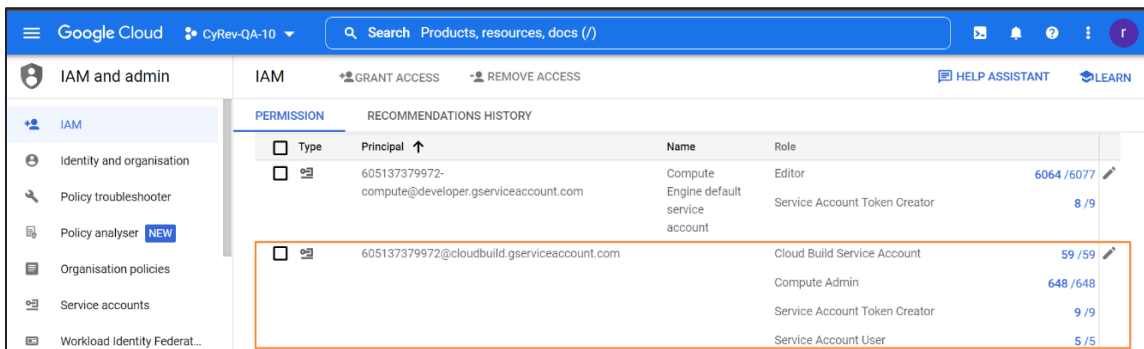 Google Cloud CyRev-QA-10 Search Products, resources, docs (/) r
IAM and admin IAM GRANT ACCESS REMOVE ACCESS HELP ASSISTANT LEARN
IAM
Identity and organisation
Policy troubleshooter
Policy analyser NEW
Organisation policies
Service accounts
Workload Identity Federat...
PERMISSION RECOMMENDATIONS HISTORY
Type Principal Name Role
605137379972-
compute@developer.gserviceaccount.com
Compute
Engine default
service
account
Editor 6064 /6077
Service Account Token Creator 8 /9
605137379972@cloudbuild.gserviceaccount.com
Cloud Build Service Account 59 /59
Compute Admin 648 /648
Service Account Token Creator 9 /9
Service Account User 5 /5